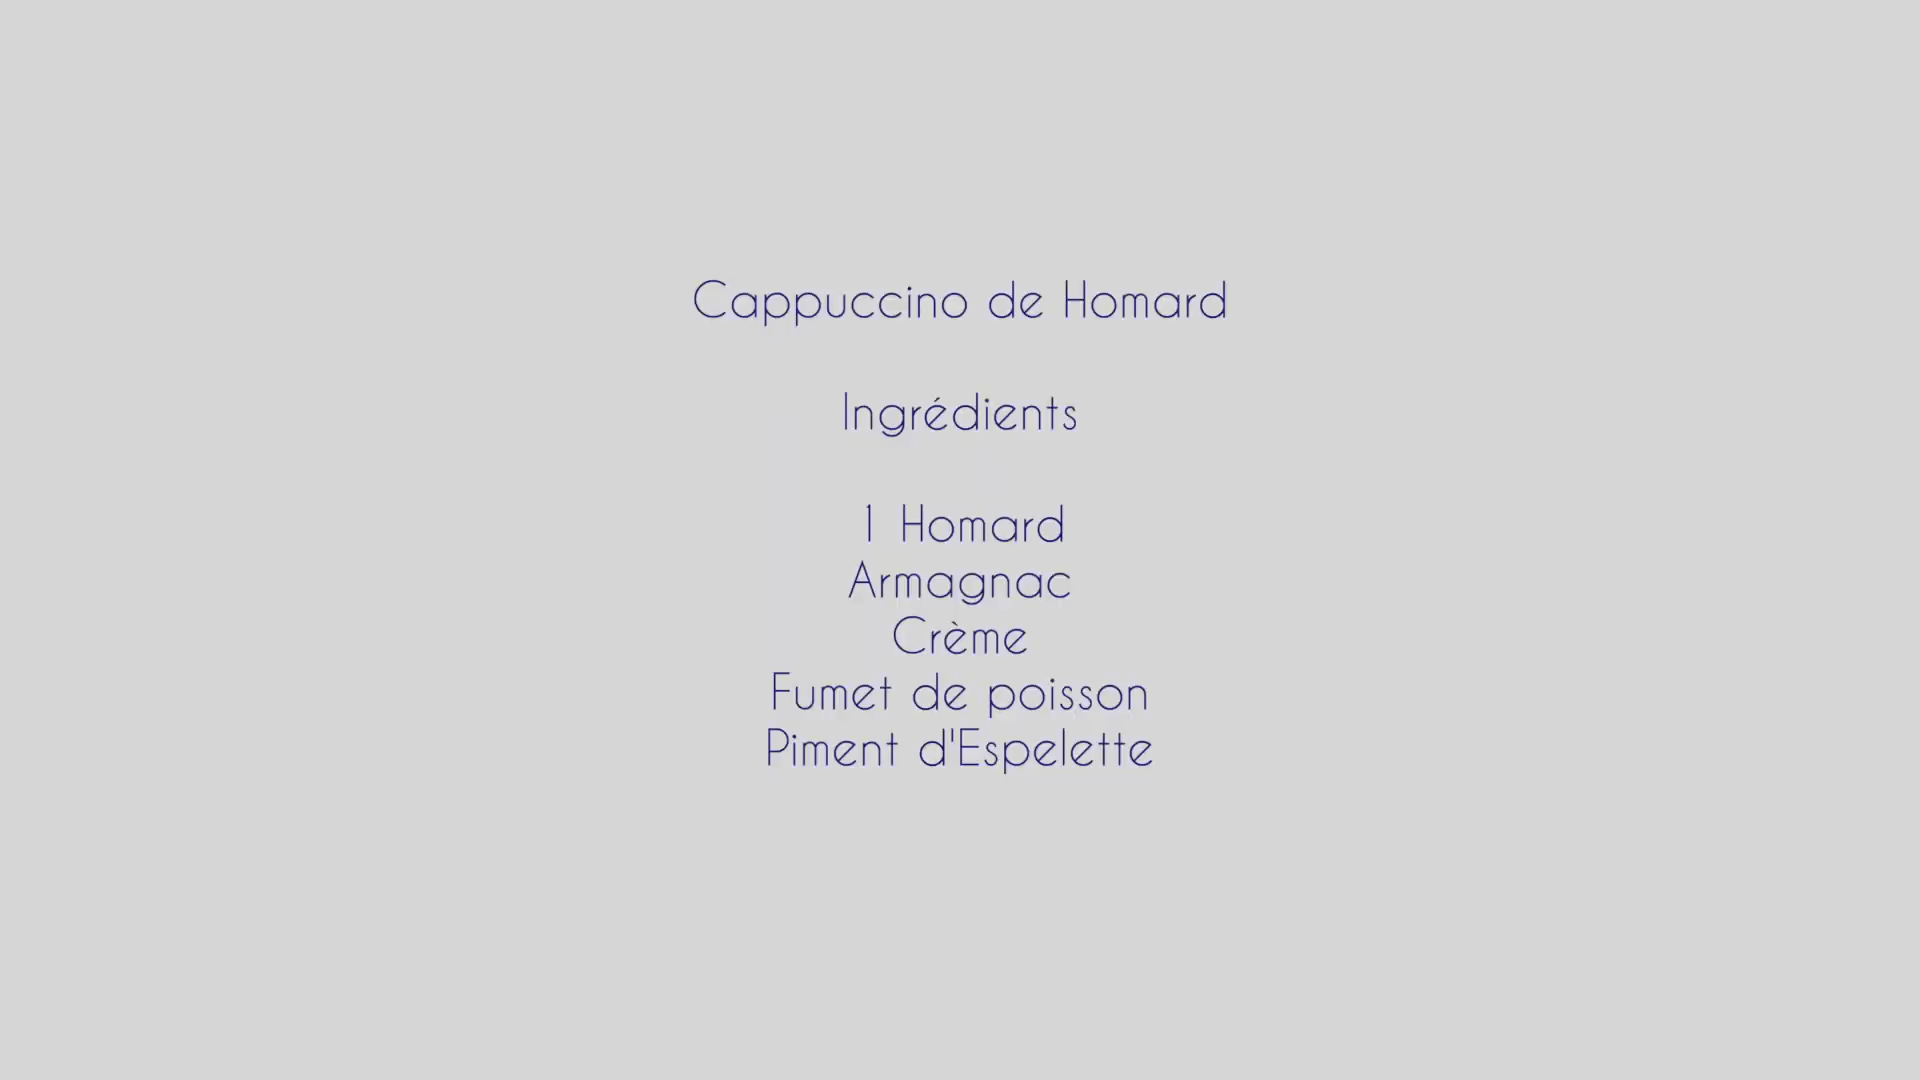 Cappuccino de Homard
Ingrédients
1 Homard
Armagnac
Crème
Fumet de poisson
Piment d'Espelette